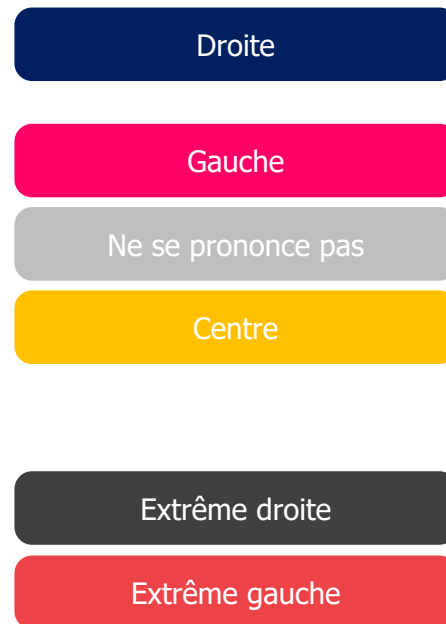 Droite
Gauche
Ne se prononce pas
Centre
Extrême droite
Extrême gauche